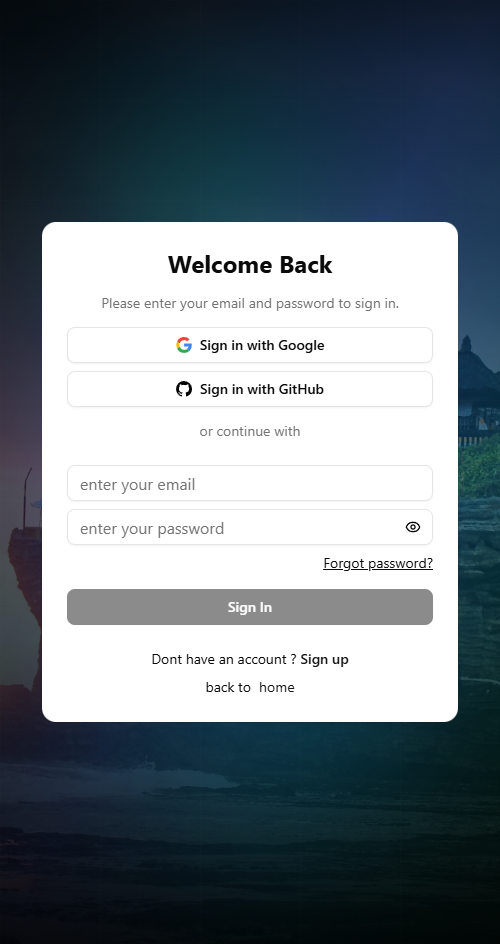 Welcome Back
Please enter your email and password to sign in.
Sign in with Google
Sign in with GitHub
or continue with
enter your email
enter your password
Forgot password?
Sign In
Dont have an account ? Sign up
back to home